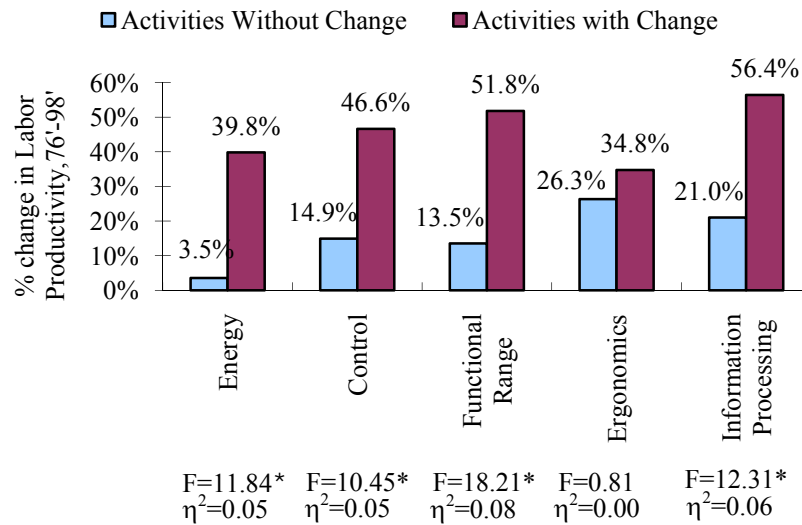 Activities Without Change
Activities with Change
% change in Labor
Productivity,76'-98'
60%
50%
40%
30%
20%
10%
0%
3.5%
39.8%
14.9%
46.6%
13.5%
51.8%
26.3%
34.8%
21.0%
56.4%
Energy
Control
Functional
Range
Ergonomics
Information
Processing
F=11.84*
η²=0.05
F=10.45*
η²=0.05
F=18.21*
η²=0.08
F=0.81
η²=0.00
F=12.31*
η²=0.06